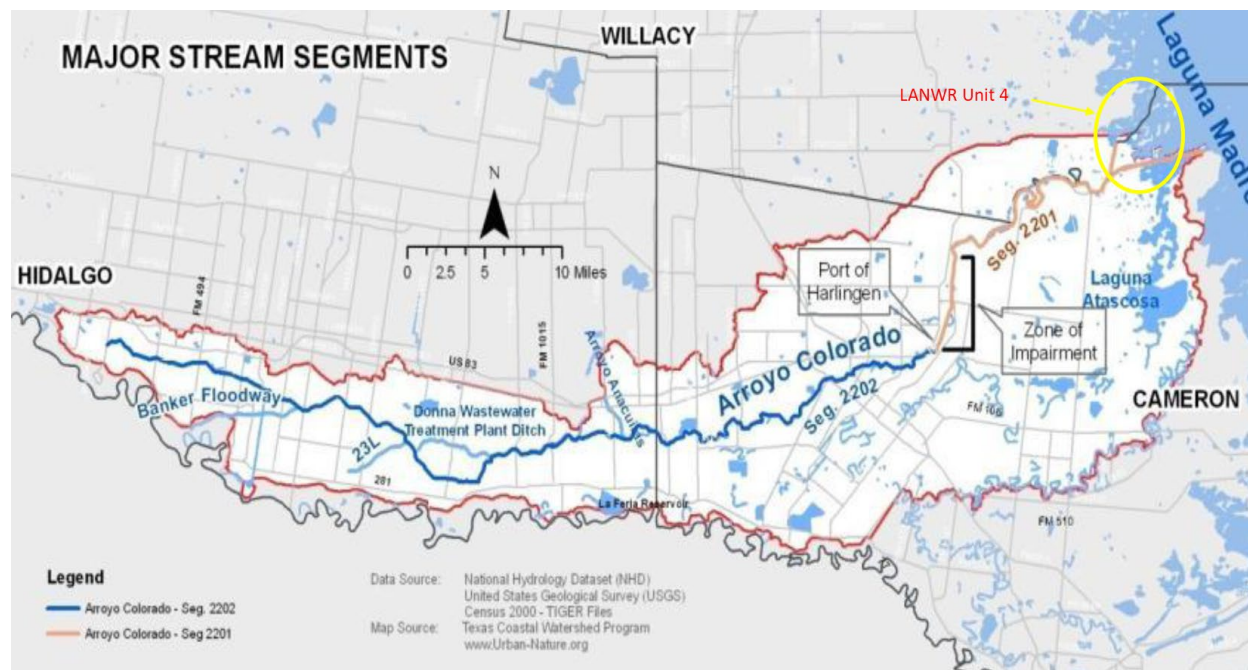 MAJOR STREAM SEGMENTS
WILLACY
Laguna Madre
LANWR Unit 4
N
0 2.5 5 10 Miles
HIDALGO
FM 494
US 83
FM 1015
Arroyo Anacuitas
Port of
Harlingen
Seg. 2201
Laguna
Atascosa
Zone of
Impairment
Arroyo Colorado
Seg. 2202
CAMERON
FM 106
Banker Floodway
Donna Wastewater
Treatment Plant Ditch
23L
281
La Feria Reservoir
FM 510
Legend
Arroyo Colorado - Seg. 2202
Arroyo Colorado - Seg 2201
Data Source: National Hydrology Dataset (NHD)
United States Geological Survey (USGS)
Census 2000 - TIGER Files
Map Source: Texas Coastal Watershed Program
www.Urban-Nature.org